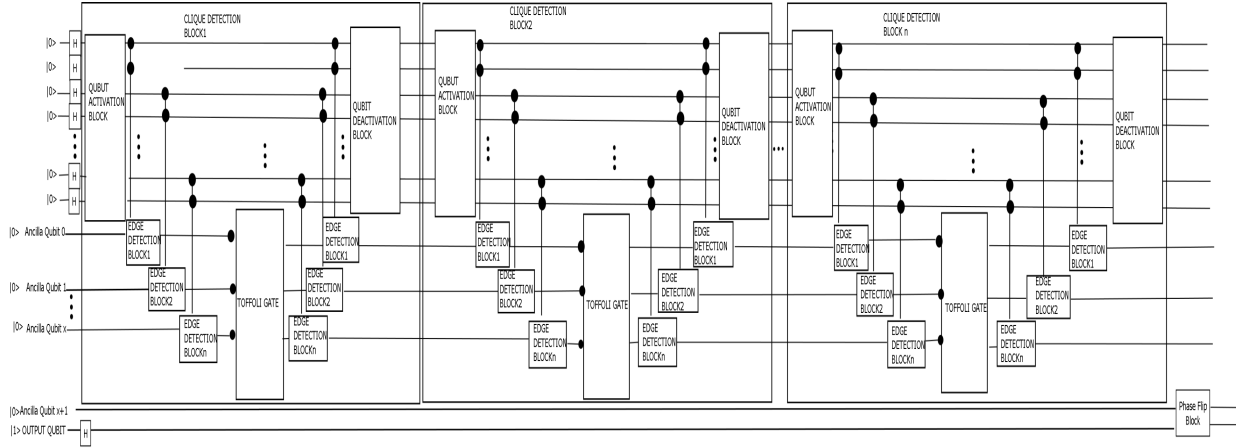 CLIQUE DETECTION
BLOCK1
CLIQUE DETECTION
BLOCK2
CLIQUE DETECTION
BLOCK n
|0>
H
|0>
H
|0>
H
|0>
H
|0>
H
|0>
H
QUBUT
ACTIVATION
BLOCK
QUBIT
DEACTIVATION
BLOCK
QUBUT
ACTIVATION
BLOCK
QUBIT
DEACTIVATION
BLOCK
QUBUT
ACTIVATION
BLOCK
QUBIT
DEACTIVATION
BLOCK
|0> Ancilla Qubit 0
|0> Ancilla Qubit 1
|0> Ancilla Qubit x
EDGE
DETECTION
BLOCK1
EDGE
DETECTION
BLOCK2
EDGE
DETECTION
BLOCKn
TOFFOLI GATE
EDGE
DETECTION
BLOCK1
EDGE
DETECTION
BLOCK2
EDGE
DETECTION
BLOCKn
EDGE
DETECTION
BLOCK1
EDGE
DETECTION
BLOCK2
EDGE
DETECTION
BLOCKn
TOFFOLI GATE
EDGE
DETECTION
BLOCK1
EDGE
DETECTION
BLOCK2
EDGE
DETECTION
BLOCKn
EDGE
DETECTION
BLOCK1
EDGE
DETECTION
BLOCK2
EDGE
DETECTION
BLOCKn
TOFFOLI GATE
EDGE
DETECTION
BLOCK1
EDGE
DETECTION
BLOCK2
EDGE
DETECTION
BLOCKn
|0>Ancilla Qubit x+1
|1> OUTPUT QUBIT
H
Phase Flip
Block